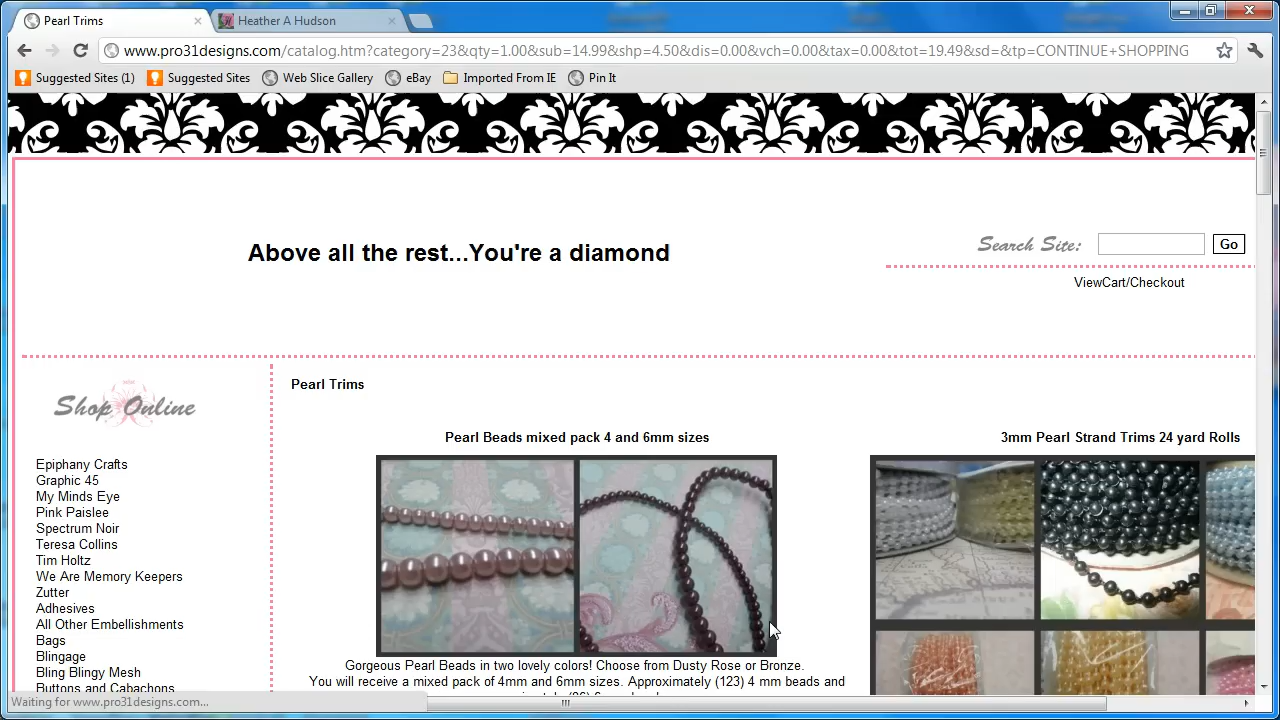 Pearl Trims
Heather A Hudson
www.pro31designs.com/catalog.htm?category=23&qty=1.00&sub=14.99&shp=4.50&dis=0.00&vch=0.00&tax=0.00&tot=19.49&sd=&tp=CONTINUE+SHOPPING
Suggested Sites (1) Suggested Sites Web Slice Gallery eBay Imported From IE Pin It
Above all the rest...You're a diamond
Search Site: Go
ViewCart/Checkout
Shop Online
Pearl Trims
Pearl Beads mixed pack 4 and 6mm sizes
3mm Pearl Strand Trims 24 yard Rolls
Epiphany Crafts
Graphic 45
My Minds Eye
Pink Paislee
Spectrum Noir
Teresa Collins
Tim Holtz
We Are Memory Keepers
Zutter
Adhesives
All Other Embellishments
Bags
Blingage
Bling Blingy Mesh
Buttons and Cabachons
Gorgeous Pearl Beads in two lovely colors! Choose from Dusty Rose or Bronze.
You will receive a mixed pack of 4mm and 6mm sizes. Approximately (123) 4 mm beads and
Waiting for www.pro31designs.com...